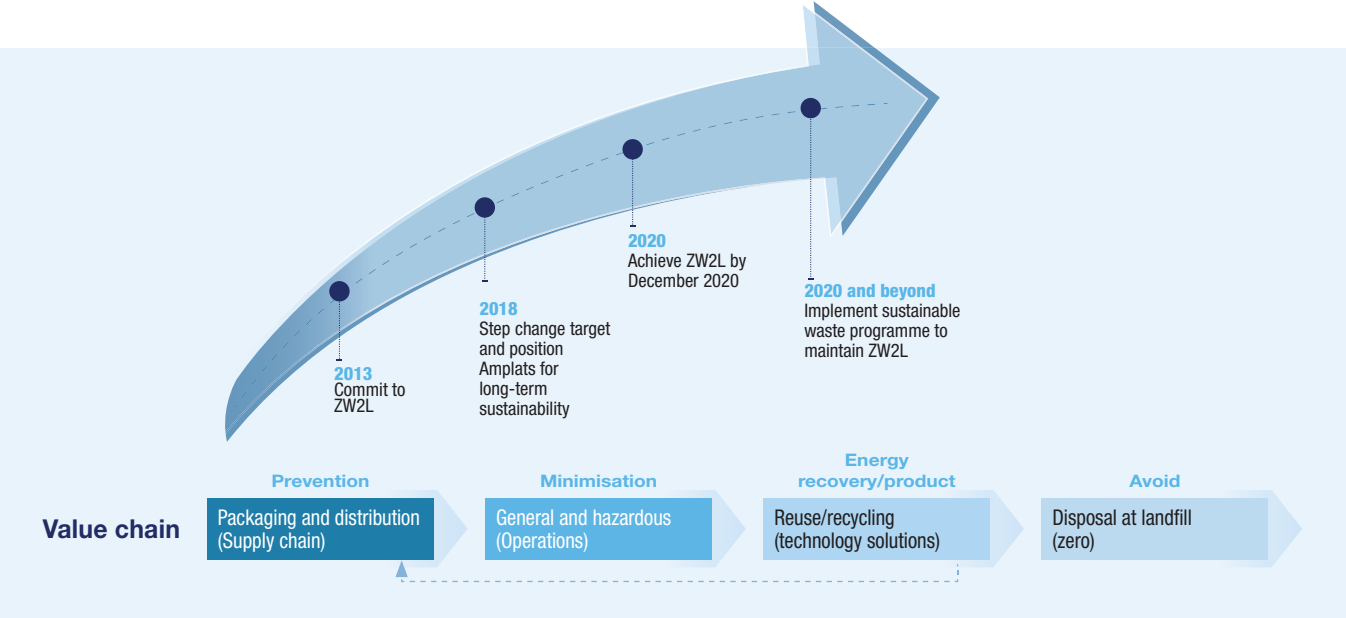 2013
Commit to
ZW2L
2018
Step change target
and position
Amplats for
long-term
sustainability
2020
Achieve ZW2L by
December 2020
2020 and beyond
Implement sustainable
waste programme to
maintain ZW2L
Value chain
Prevention
Packaging and distribution
(Supply chain)
Minimisation
General and hazardous
(Operations)
Energy
recovery/product
Reuse/recycling
(technology solutions)
Avoid
Disposal at landfill
(zero)